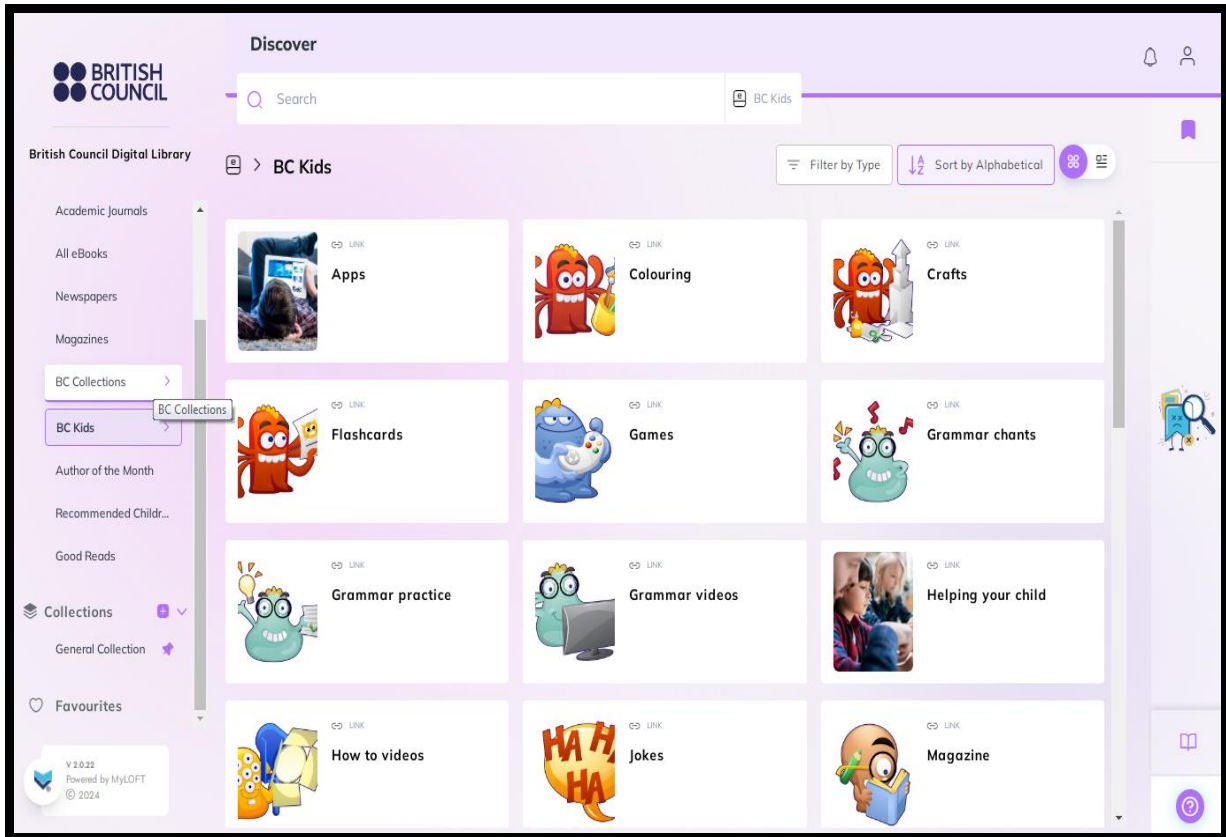 BRITISH
COUNCIL
British Council Digital Library
Academic Journals
All eBooks
Newspapers
Magazines
BC Collections
BC Collections
BC Kids
Author of the Month
Recommended Childr...
Good Reads
Collections
General Collection
Favourites
V 2.0.22
Powered by MyLOFT
© 2024
Discover
Search
BC Kids
BC Kids
Filter by Type
Sort by Alphabetical
LINK
Apps
LINK
Colouring
LINK
Crafts
LINK
Flashcards
LINK
Games
LINK
Grammar chants
LINK
Grammar practice
LINK
Grammar videos
LINK
Helping your child
LINK
How to videos
HA HA
HA
LINK
Jokes
LINK
Magazine